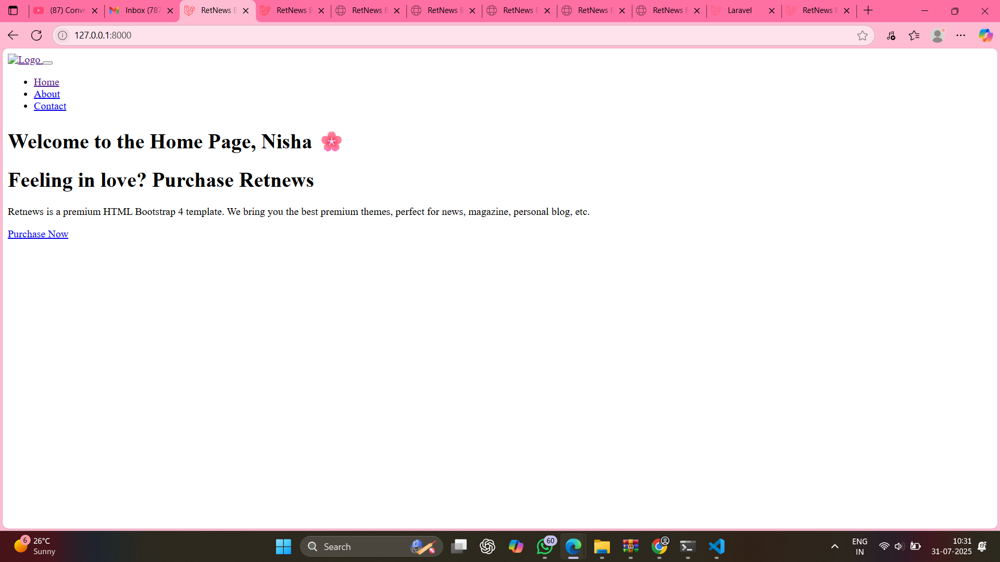 (87) Conve
Inbox (787
RetNews B
RetNews B
RetNews B
RetNews B
RetNews B
RetNews B
RetNews B
Laravel
RetNews B
127.0.0.1:8000
Logo
Home
About
Contact
Welcome to the Home Page, Nisha 🌸
Feeling in love? Purchase Retnews
Retnews is a premium HTML Bootstrap 4 template. We bring you the best premium themes, perfect for news, magazine, personal blog, etc.
Purchase Now
6
26°C
Sunny
Search
60
ENG
IN
10:31
31-07-2025